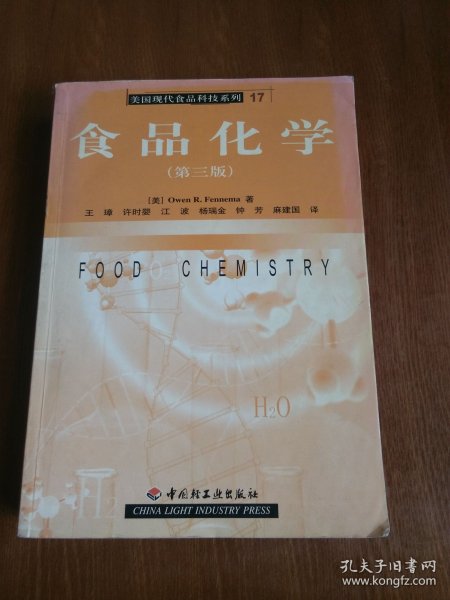 美国现代食品科技系列 17
食品化学
(第三版)
[美] Owen R. Fennema 著
王 璋 许时婴 江 波 杨瑞金 钟 芳 麻建国 译
FOOD CHEMISTRY
H2O
H2
中国轻工业出版社
CHINA LIGHT INDUSTRY PRESS
孔夫子旧书网
www.kongfz.com